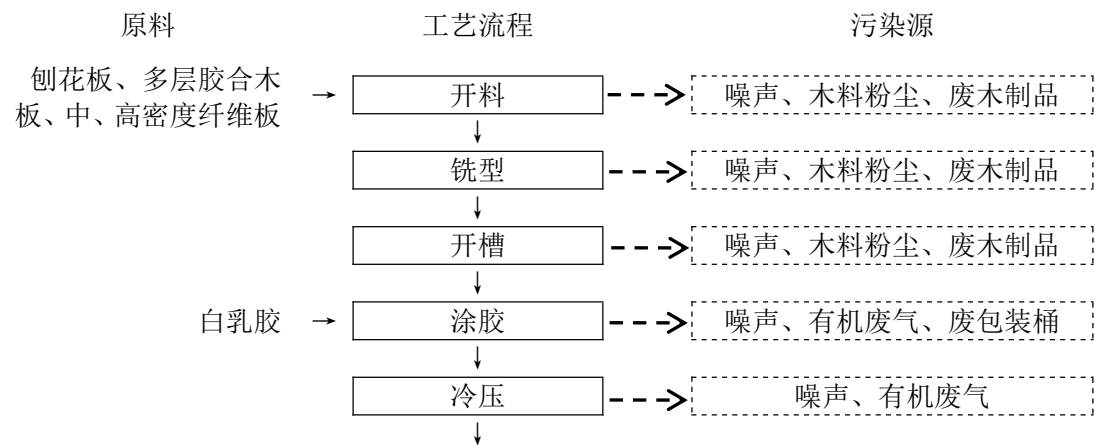 原料 工艺流程 污染源
刨花板、多层胶合木
板、中、高密度纤维板
开料 噪声、木料粉尘、废木制品
铣型 噪声、木料粉尘、废木制品
开槽 噪声、木料粉尘、废木制品
白乳胶 涂胶 噪声、有机废气、废包装桶
冷压 噪声、有机废气